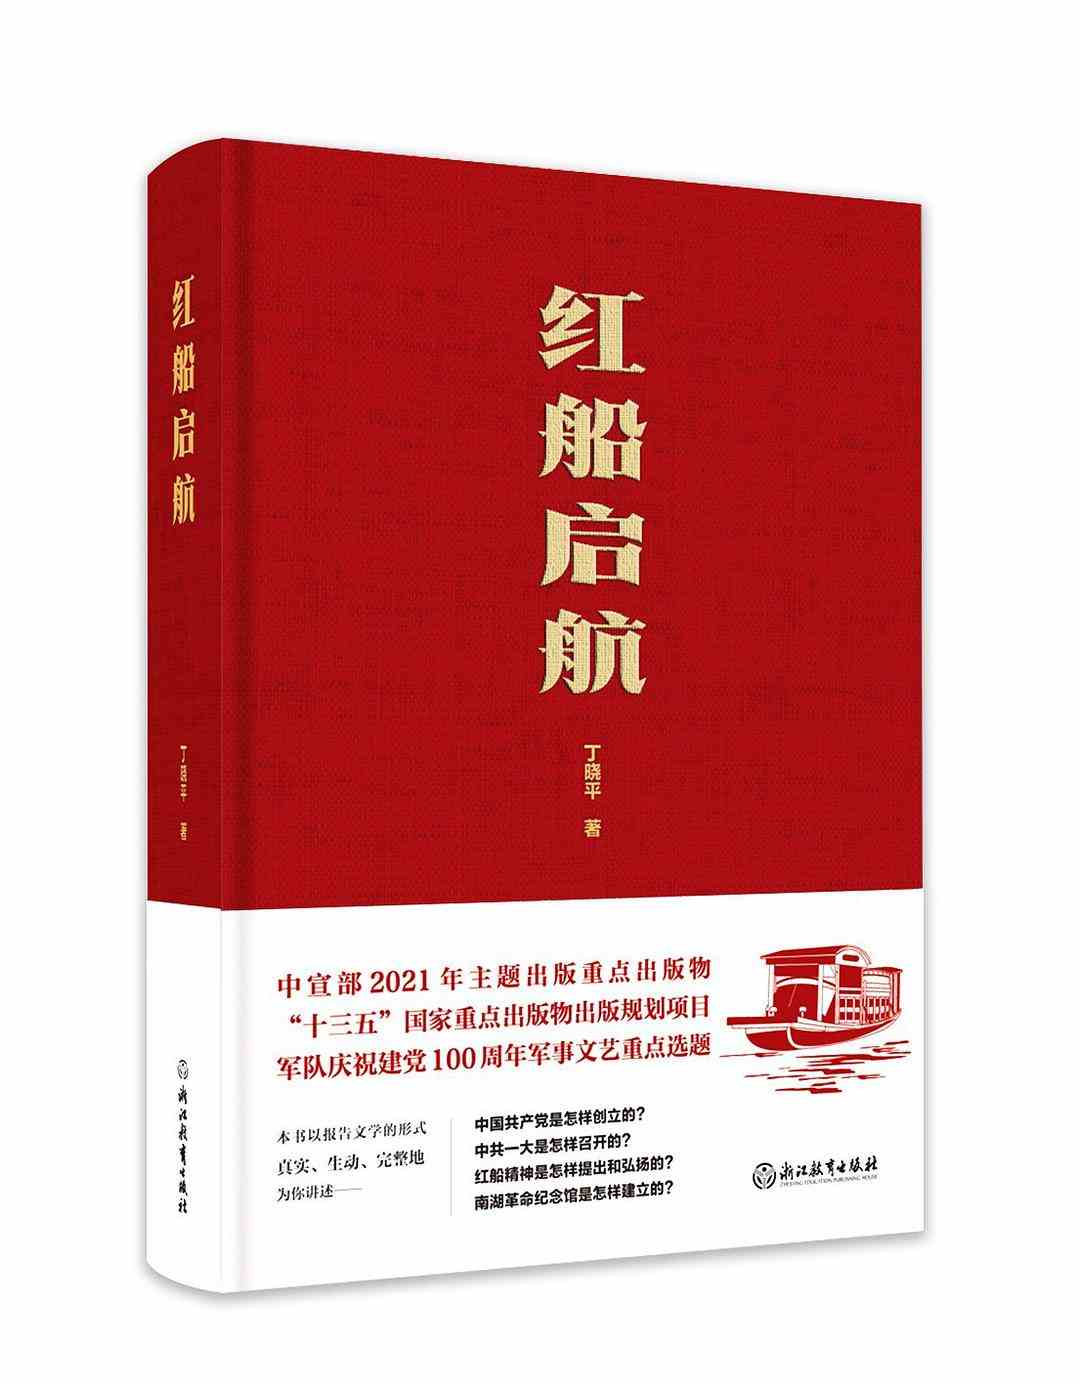 红船启航
丁晓平 著
浙江教育出版社
红船启航
丁晓平 著
中宣部2021年主题出版重点出版物
“十三五”国家重点出版物出版规划项目
军队庆祝建党100周年军事文艺重点选题
本书以报告文学的形式
真实、生动、完整地
为你讲述——
中国共产党是怎样创立的？
中共一大是怎样召开的？
红船精神是怎样提出和弘扬的？
南湖革命纪念馆是怎样建立的？
浙江教育出版社
ZHEJIANG EDUCATION PUBLISHING HOUSE